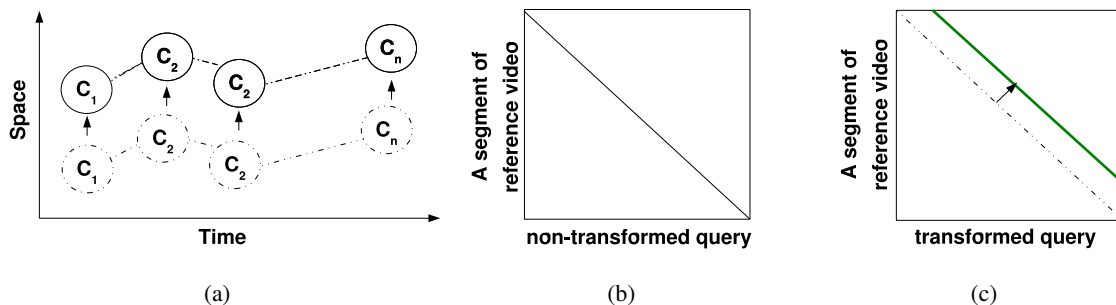 Space
C1
C2
C2
Cn
C1
C2
C2
Cn
Time
(a)
A segment of
reference video
non-transformed query
(b)
A segment of
reference video
transformed query
(c)